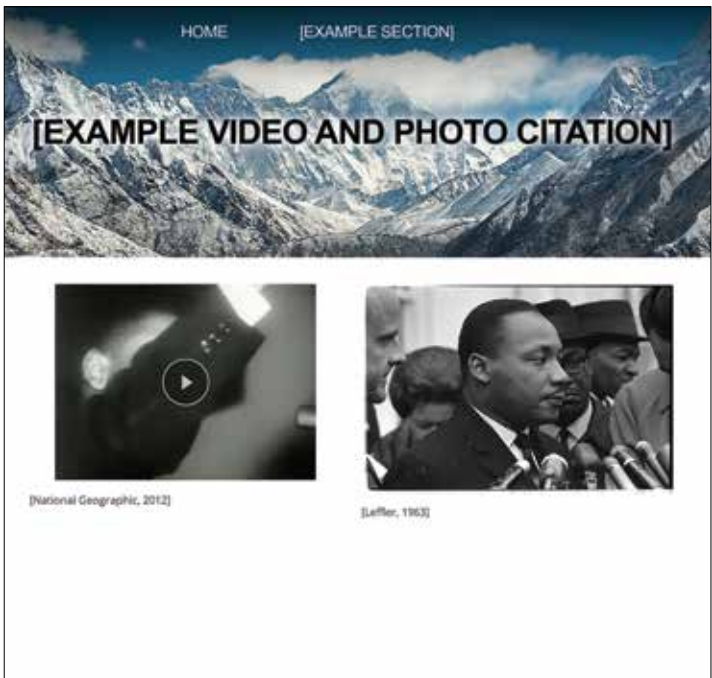 HOME [EXAMPLE SECTION]
[EXAMPLE VIDEO AND PHOTO CITATION]
[National Geographic, 2012]
[Leffler, 1963]